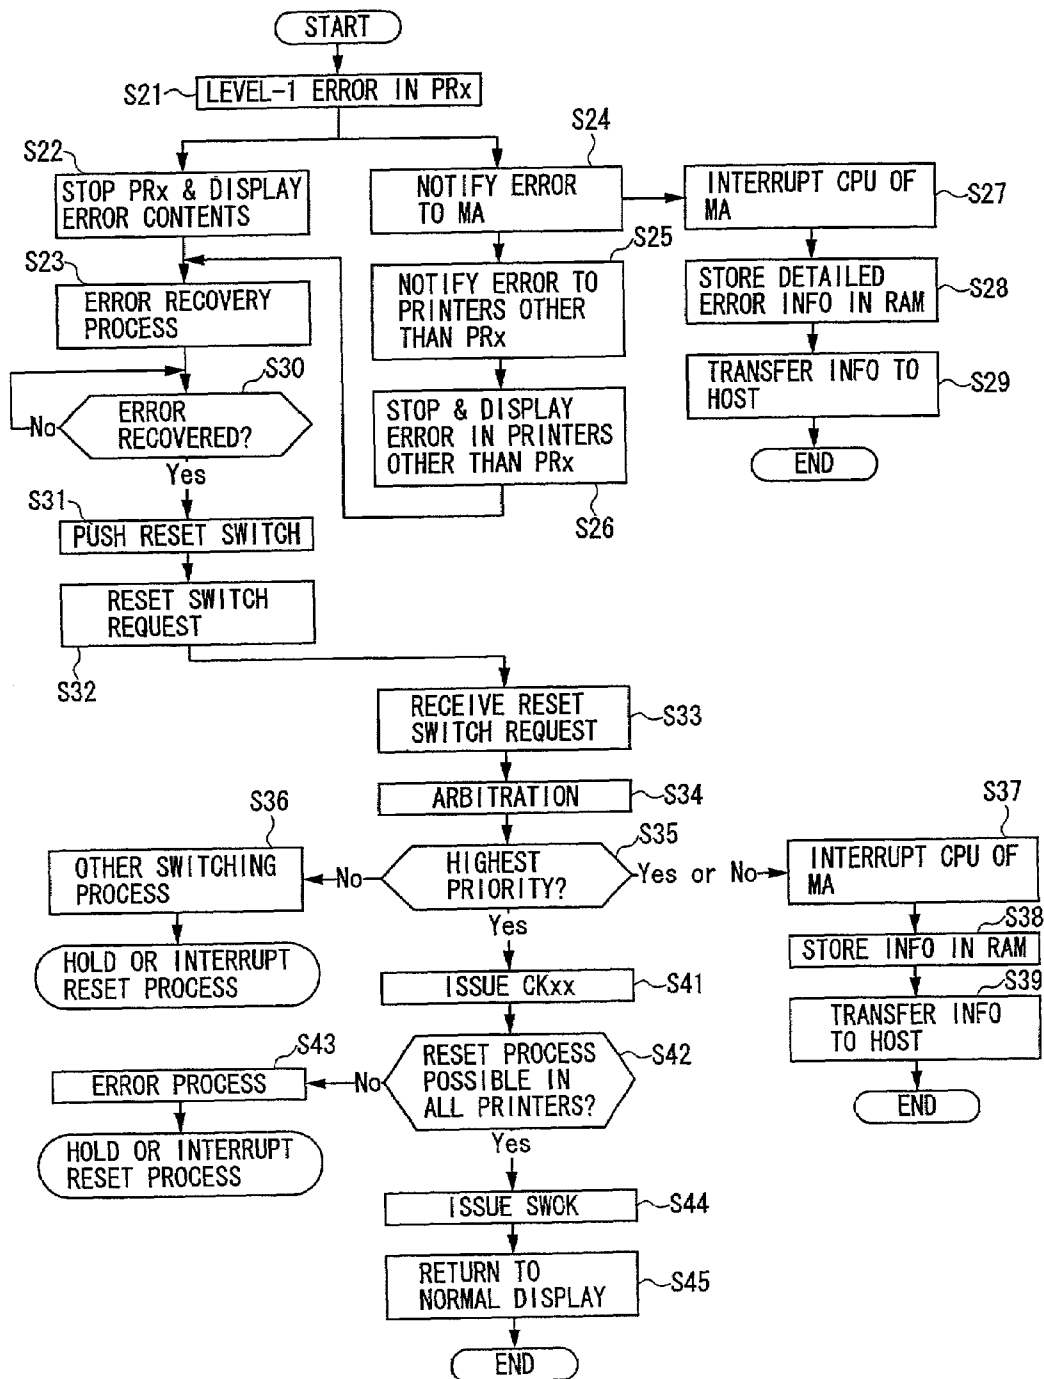 START
S21
LEVEL-1 ERROR IN PRx
S22
STOP PRx & DISPLAY
ERROR CONTENTS
S23
ERROR RECOVERY
PROCESS
S30
ERROR
RECOVERED?
No
Yes
S31
PUSH RESET SWITCH
RESET SWITCH
REQUEST
S32
S24
NOTIFY ERROR
TO MA
S25
NOTIFY ERROR TO
PRINTERS OTHER
THAN PRx
STOP & DISPLAY
ERROR IN PRINTERS
OTHER THAN PRx
S26
INTERRUPT CPU OF
MA
S27
STORE DETAILED
ERROR INFO IN RAM
S28
TRANSFER INFO TO
HOST
S29
END
RECEIVE RESET
SWITCH REQUEST
S33
ARBITRATION
S34
S35
HIGHEST
PRIORITY?
No
Yes or No
Yes
S36
OTHER SWITCHING
PROCESS
HOLD OR INTERRUPT
RESET PROCESS
S37
INTERRUPT CPU OF
MA
S38
STORE INFO IN RAM
S39
TRANSFER INFO
TO HOST
END
ISSUE CKxx
S41
RESET PROCESS
POSSIBLE IN
ALL PRINTERS?
S42
No
Yes
S43
ERROR PROCESS
HOLD OR INTERRUPT
RESET PROCESS
ISSUE SWOK
S44
RETURN TO
NORMAL DISPLAY
S45
END